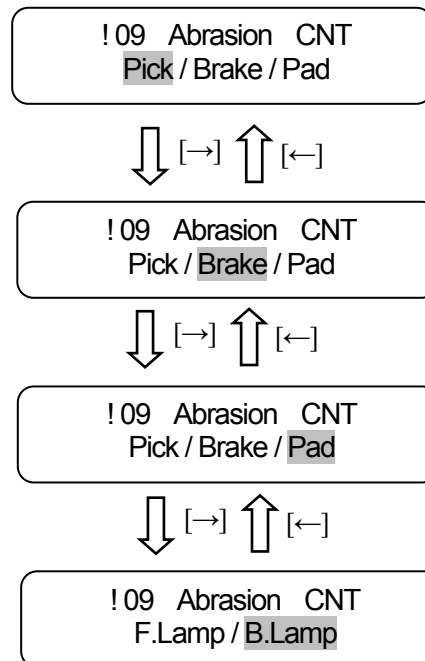 !09 Abrasion CNT
Pick / Brake / Pad
[→] [←]
!09 Abrasion CNT
Pick / Brake / Pad
[→] [←]
!09 Abrasion CNT
Pick / Brake / Pad
[→] [←]
!09 Abrasion CNT
F.Lamp / B.Lamp